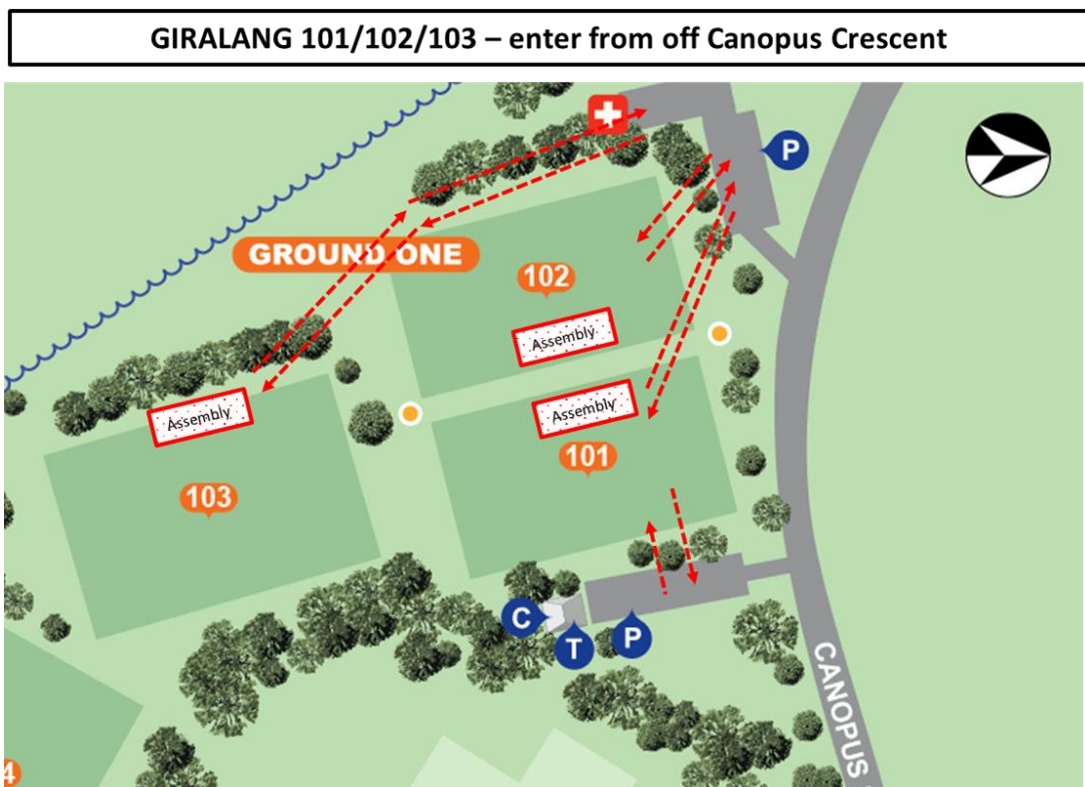 GIRALANG 101/102/103 – enter from off Canopus Crescent
P
GROUND ONE
102
Assembly
Assembly
Assembly
101
103
C
T
P
CANOPUS
4